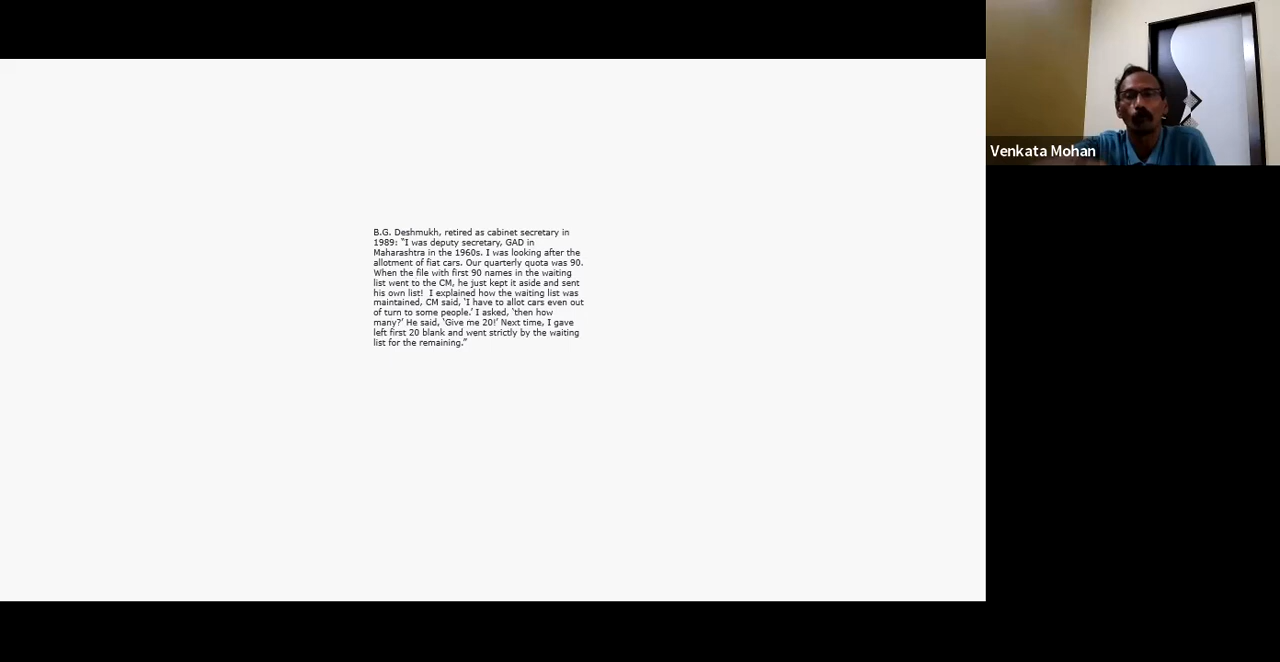 B.G. Deshmukh, retired as cabinet secretary in
1989: “I was deputy secretary, GAD in
Maharashtra in the 1960s. I was looking after the
allotment of fiat cars. Our quarterly quota was 90.
When the file with first 90 names in the waiting
list went to the CM, he just kept it aside and sent
his own list!  I explained how the waiting list was
maintained, CM said, ‘I have to allot cars even out
of turn to some people.’ I asked, ‘then how
many?’ He said, ‘Give me 20!’ Next time, I gave
left first 20 blank and went strictly by the waiting
list for the remaining.”
Venkata Mohan